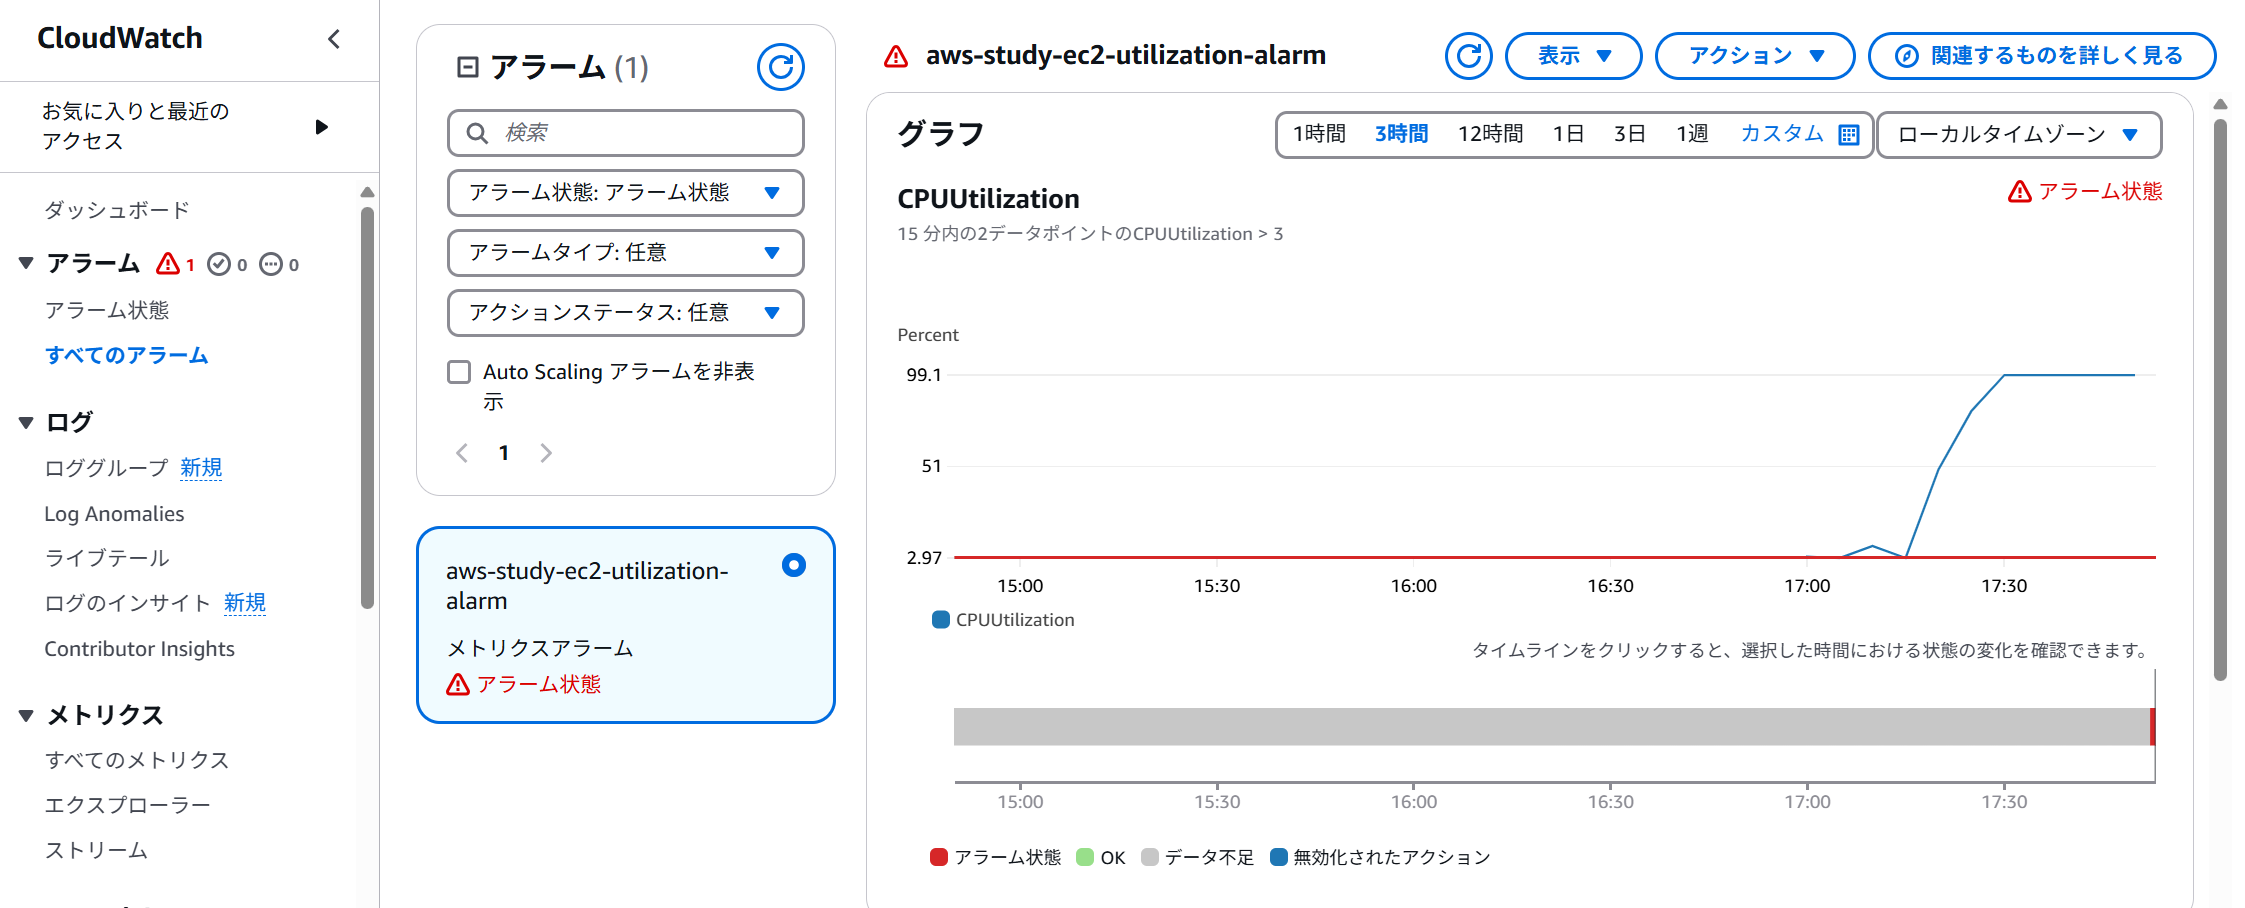 CloudWatch
お気に入りと最近の
アクセス
ダッシュボード
アラーム 1 0 0
アラーム状態
すべてのアラーム
ログ
ロググループ 新規
Log Anomalies
ライブテール
ログのインサイト 新規
Contributor Insights
メトリクス
すべてのメトリクス
エクスプローラー
ストリーム
アラーム (1)
検索
アラーム状態: アラーム状態
アラームタイプ: 任意
アクションステータス: 任意
Auto Scaling アラームを非表
示
1
aws-study-ec2-utilization-
alarm
メトリクスアラーム
アラーム状態
aws-study-ec2-utilization-alarm
表示
アクション
関連するものを詳しく見る
グラフ
1時間 3時間 12時間 1日 3日 1週 カスタム
ローカルタイムゾーン
CPUUtilization
アラーム状態
15 分内の2データポイントのCPUUtilization > 3
Percent
99.1
51
2.97
15:00 15:30 16:00 16:30 17:00 17:30
CPUUtilization
タイムラインをクリックすると、選択した時間における状態の変化を確認できます。
15:00 15:30 16:00 16:30 17:00 17:30
アラーム状態 OK データ不足 無効化されたアクション